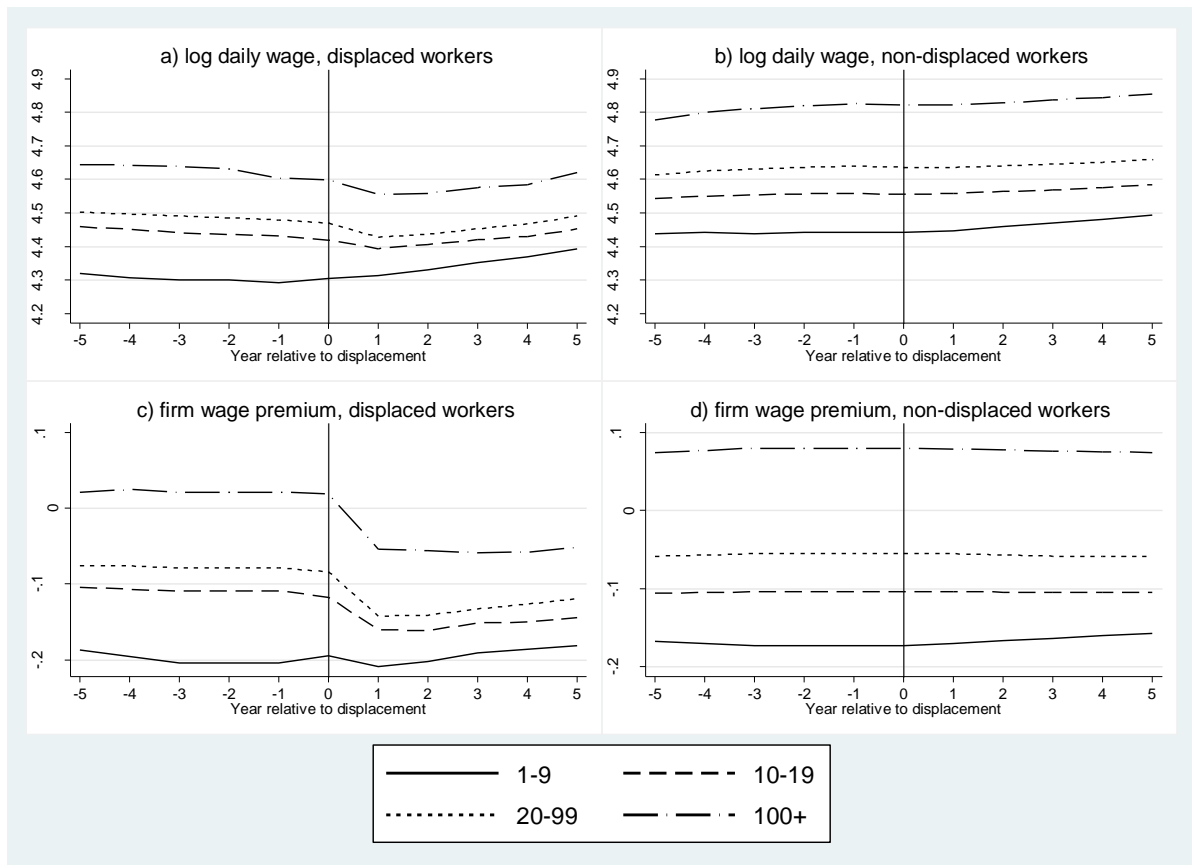 a) log daily wage, displaced workers
4.9
4.8
4.7
4.6
4.5
4.4
4.3
4.2
-5 -4 -3 -2 -1 0 1 2 3 4 5
Year relative to displacement
b) log daily wage, non-displaced workers
4.9
4.8
4.7
4.6
4.5
4.4
4.3
4.2
-5 -4 -3 -2 -1 0 1 2 3 4 5
Year relative to displacement
c) firm wage premium, displaced workers
.1
0
-.1
-.2
-5 -4 -3 -2 -1 0 1 2 3 4 5
Year relative to displacement
d) firm wage premium, non-displaced workers
.1
0
-.1
-.2
-5 -4 -3 -2 -1 0 1 2 3 4 5
Year relative to displacement
1-9 10-19
20-99 100+